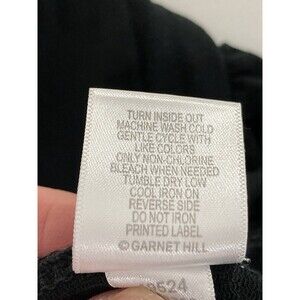 TURN INSIDE OUT
MACHINE WASH COLD
GENTLE CYCLE WITH
LIKE COLORS
ONLY NON-CHLORINE
BLEACH WHEN NEEDED
TUMBLE DRY LOW
COOL IRON ON
REVERSE SIDE
DO NOT IRON
PRINTED LABEL
© GARNET HILL